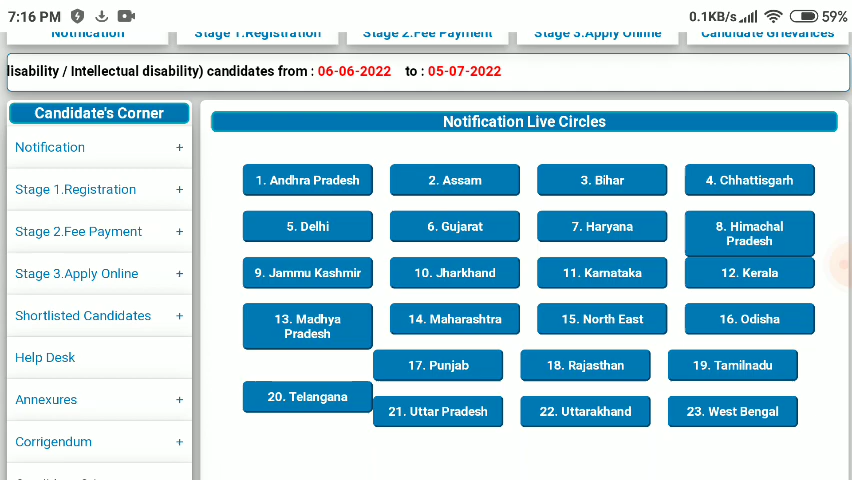 7:16 PM 0.1KB/s 59%
Notification Stage 1.Registration Stage 2.Fee Payment Stage 3.Apply Online Candidate Grievances
lisability / Intellectual disability) candidates from : 06-06-2022 to : 05-07-2022
Candidate's Corner
Notification +
Stage 1.Registration +
Stage 2.Fee Payment +
Stage 3.Apply Online +
Shortlisted Candidates +
Help Desk
Annexures +
Corrigendum +
Notification Live Circles
1. Andhra Pradesh 2. Assam 3. Bihar 4. Chhattisgarh
5. Delhi 6. Gujarat 7. Haryana 8. Himachal
Pradesh
9. Jammu Kashmir 10. Jharkhand 11. Karnataka 12. Kerala
13. Madhya
Pradesh
14. Maharashtra 15. North East 16. Odisha
17. Punjab 18. Rajasthan 19. Tamilnadu
20. Telangana
21. Uttar Pradesh 22. Uttarakhand 23. West Bengal